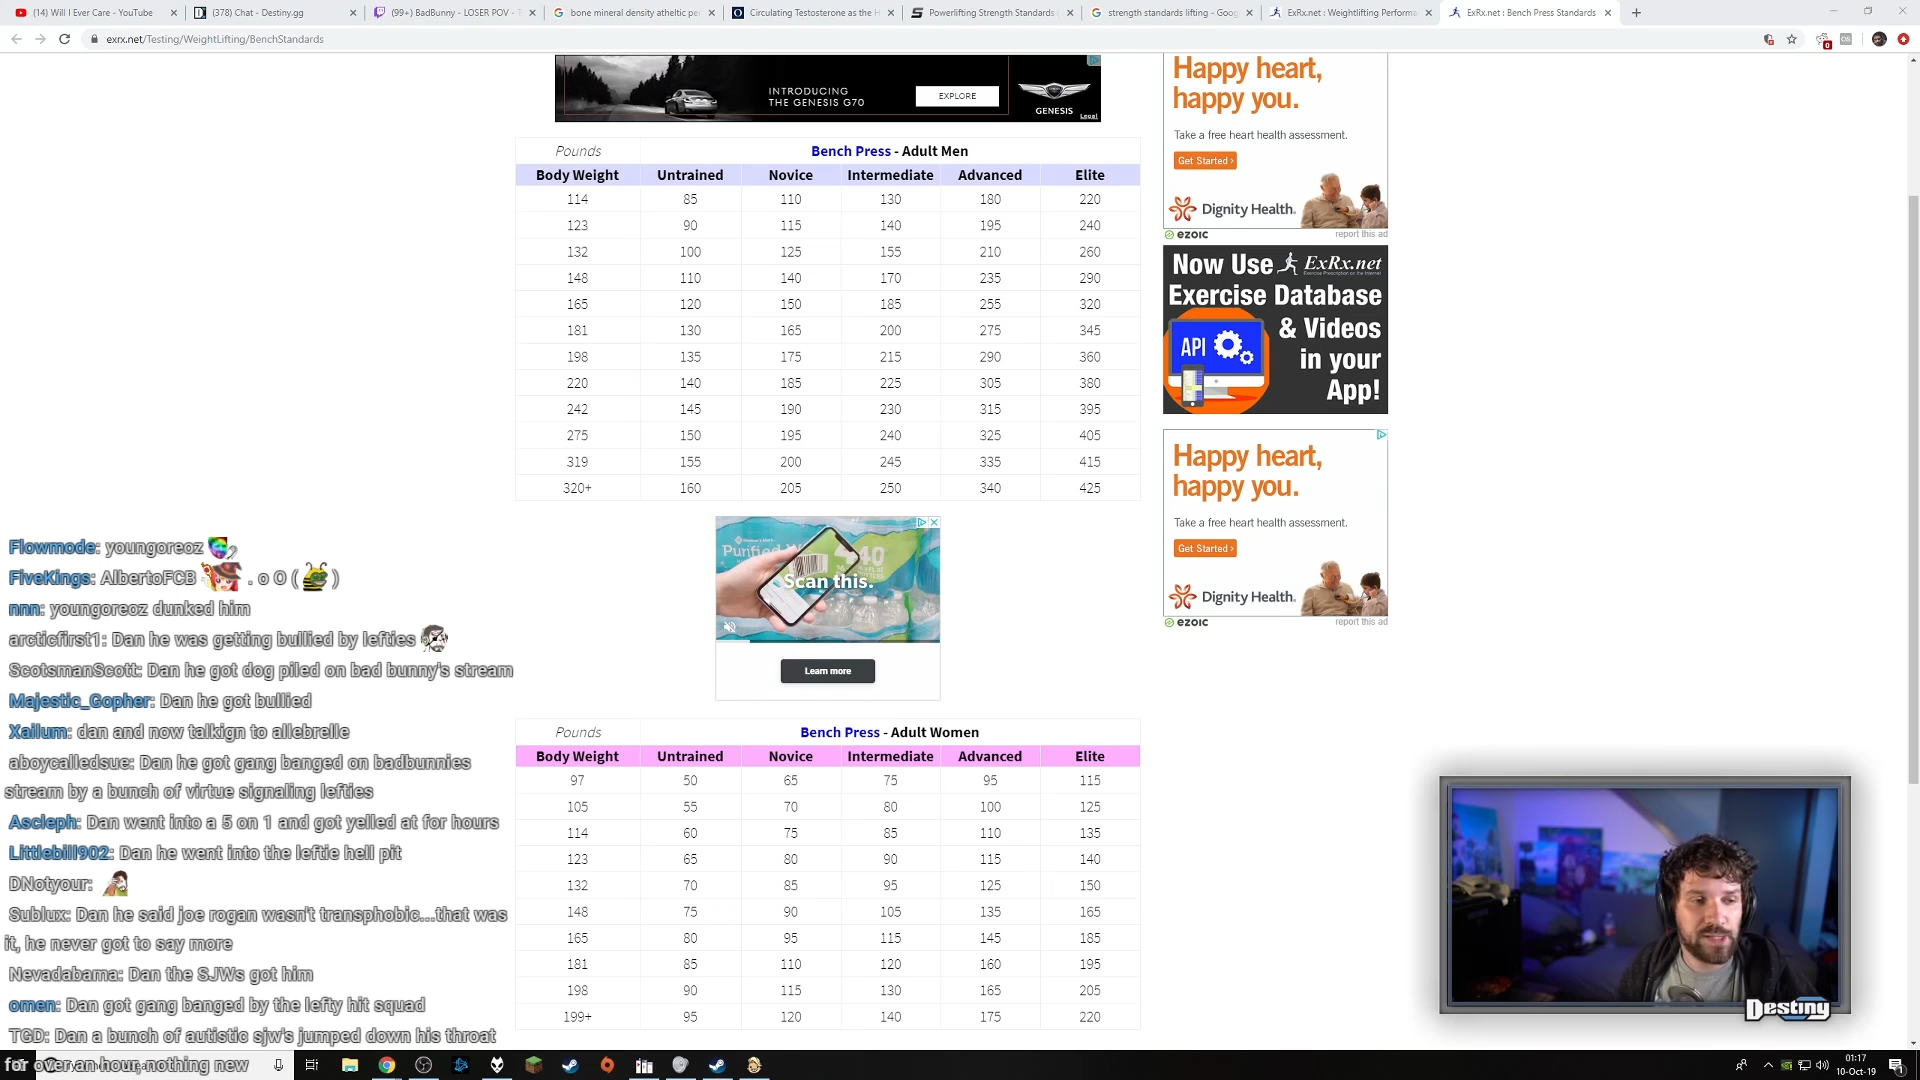 (14) Will I Ever Care - YouTube
(378) Chat - Destiny.gg
(99+) BadBunny - LOSER POV - T
bone mineral density atheltic pe
Circulating Testosterone as the H
Powerlifting Strength Standards
strength standards lifting - Goog
ExRx.net : Weightlifting Performa
ExRx.net : Bench Press Standards
exrx.net/Testing/WeightLifting/BenchStandards
INTRODUCING
THE GENESIS G70
EXPLORE
GENESIS
Legal
Pounds Bench Press - Adult Men
Body Weight Untrained Novice Intermediate Advanced Elite
114 85 110 130 180 220
123 90 115 140 195 240
132 100 125 155 210 260
148 110 140 170 235 290
165 120 150 185 255 320
181 130 165 200 275 345
198 135 175 215 290 360
220 140 185 225 305 380
242 145 190 230 315 395
275 150 195 240 325 405
319 155 200 245 335 415
320+ 160 205 250 340 425
Happy heart,
happy you.
Take a free heart health assessment.
Get Started ›
Dignity Health.
ezoic report this ad
Now Use ExRx.net
Exercise Prescription on the Internet
Exercise Database
& Videos
API
in your
App!
Happy heart,
happy you.
Take a free heart health assessment.
Get Started ›
Dignity Health.
ezoic report this ad
Purified W 40
Scan this.
Learn more
Pounds Bench Press - Adult Women
Body Weight Untrained Novice Intermediate Advanced Elite
97 50 65 75 95 115
105 55 70 80 100 125
114 60 75 85 110 135
123 65 80 90 115 140
132 70 85 95 125 150
148 75 90 105 135 165
165 80 95 115 145 185
181 85 110 120 160 195
198 90 115 130 165 205
199+ 95 120 140 175 220
Flowmode: youngoreoz
FiveKings: AlbertoFCB . o O ( )
nnn: youngoreoz dunked him
arcticfirst1: Dan he was getting bullied by lefties
ScotsmanScott: Dan he got dog piled on bad bunny's stream
Majestic_Gopher: Dan he got bullied
Xailum: dan and now talkign to allebrelle
aboycalledsue: Dan he got gang banged on badbunnies
stream by a bunch of virtue signaling lefties
Ascleph: Dan went into a 5 on 1 and got yelled at for hours
Littlebill902: Dan he went into the leftie hell pit
DNotyour:
Sublux: Dan he said joe rogan wasn't transphobic...that was
it, he never got to say more
Nevadabama: Dan the SJWs got him
omen: Dan got gang banged by the lefty hit squad
TGD: Dan a bunch of autistic sjw's jumped down his throat
for over an hour, nothing new
Destiny
01:17
10-Oct-19